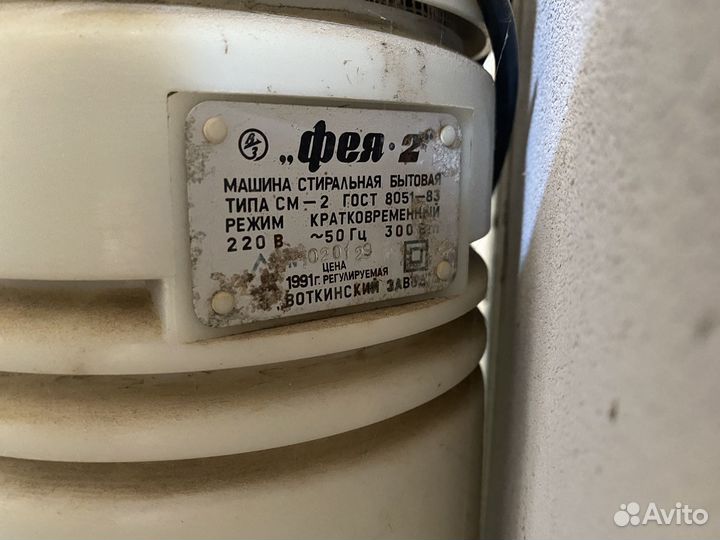 „фея-2“
МАШИНА СТИРАЛЬНАЯ БЫТОВАЯ
ТИПА СМ-2 ГОСТ 8051-83
РЕЖИМ КРАТКОВРЕМЕННЫЙ
220 В ~50 Гц 300
ЦЕНА
1991г. РЕГУЛИРУЕМАЯ
ВОТКИНСКИЙ ЗАВОД
Avito